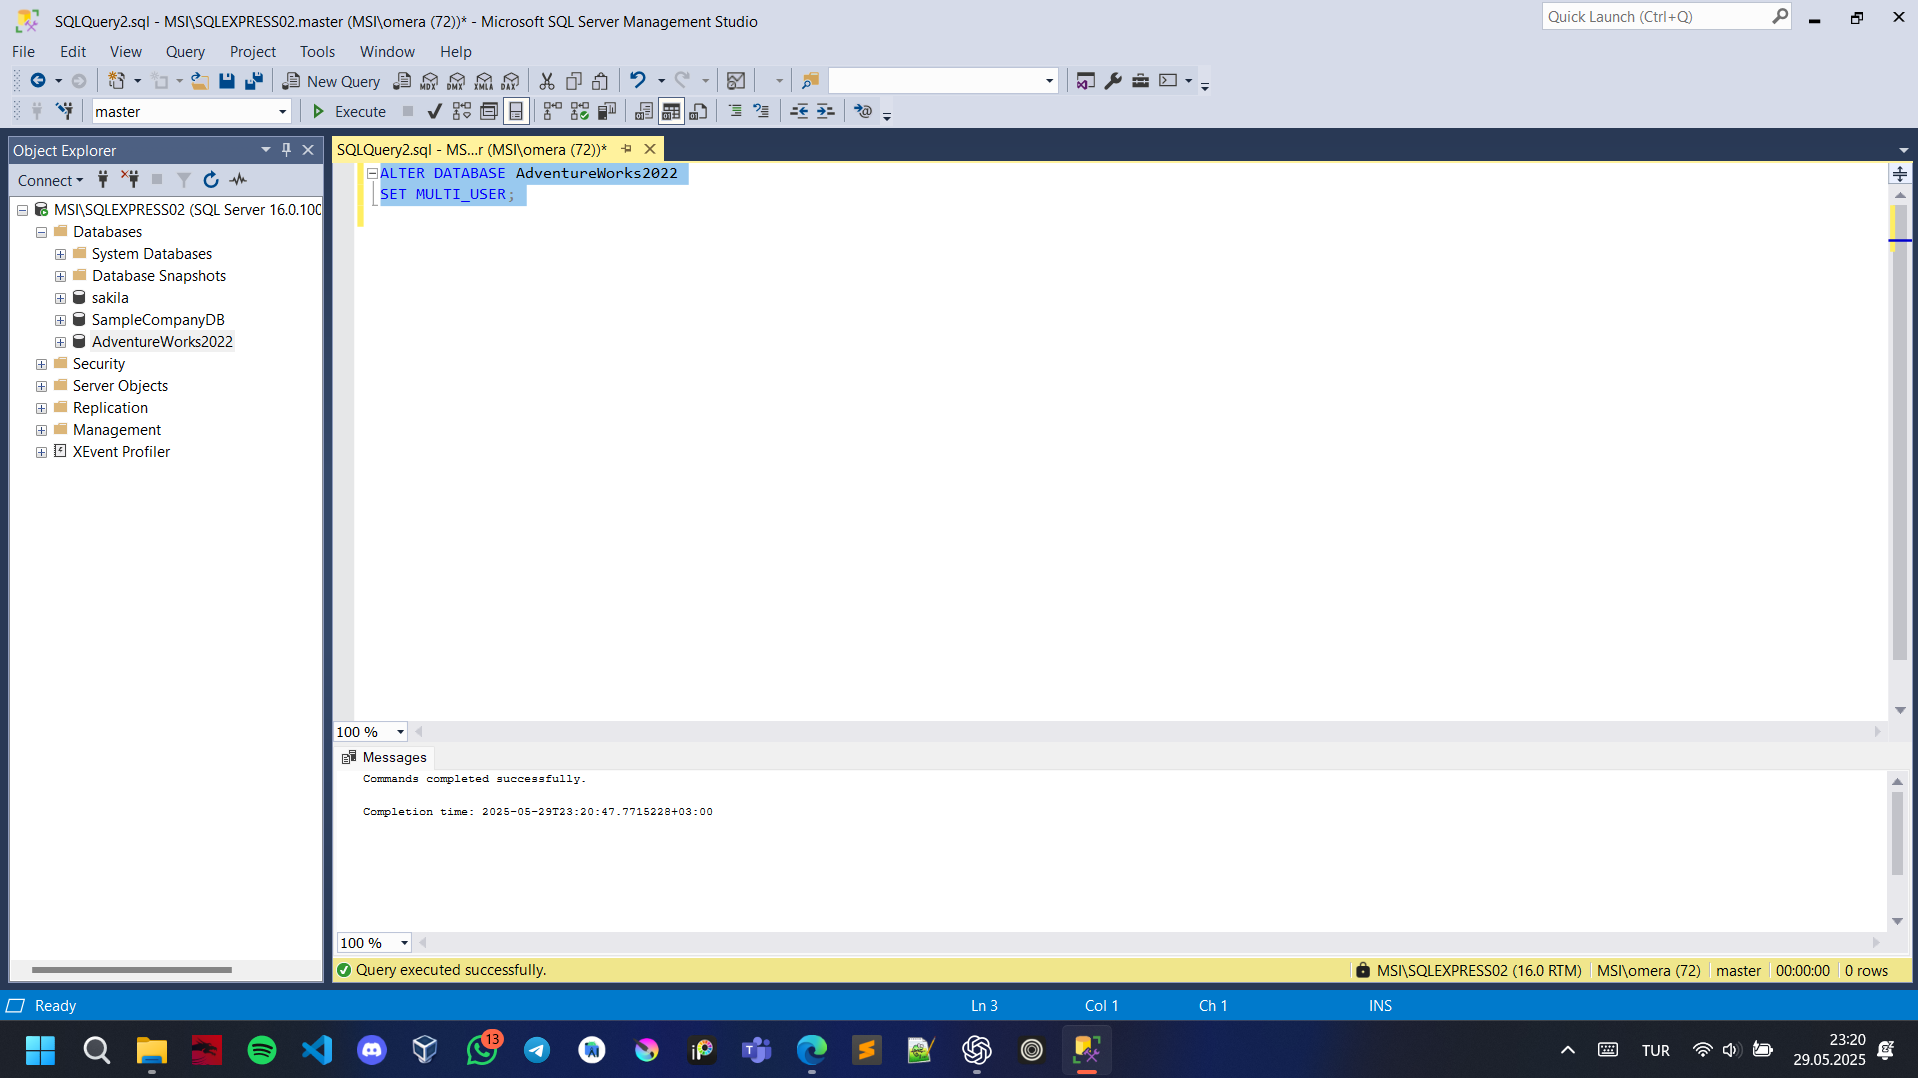 SQLQuery2.sql - MSI\SQLEXPRESS02.master (MSI\omera (72))* - Microsoft SQL Server Management Studio
Quick Launch (Ctrl+Q)
File Edit View Query Project Tools Window Help
New Query
MDX DMX XMLA DAX
master
Execute
Object Explorer
Connect
MSI\SQLEXPRESS02 (SQL Server 16.0.100
Databases
System Databases
Database Snapshots
sakila
SampleCompanyDB
AdventureWorks2022
Security
Server Objects
Replication
Management
XEvent Profiler
SQLQuery2.sql - MS...r (MSI\omera (72))*
ALTER DATABASE AdventureWorks2022
SET MULTI_USER;
100 %
Messages
Commands completed successfully.
Completion time: 2025-05-29T23:20:47.7715228+03:00
100 %
Query executed successfully.
MSI\SQLEXPRESS02 (16.0 RTM) MSI\omera (72) master 00:00:00 0 rows
Ready
Ln 3 Col 1 Ch 1 INS
13
TUR
23:20
29.05.2025